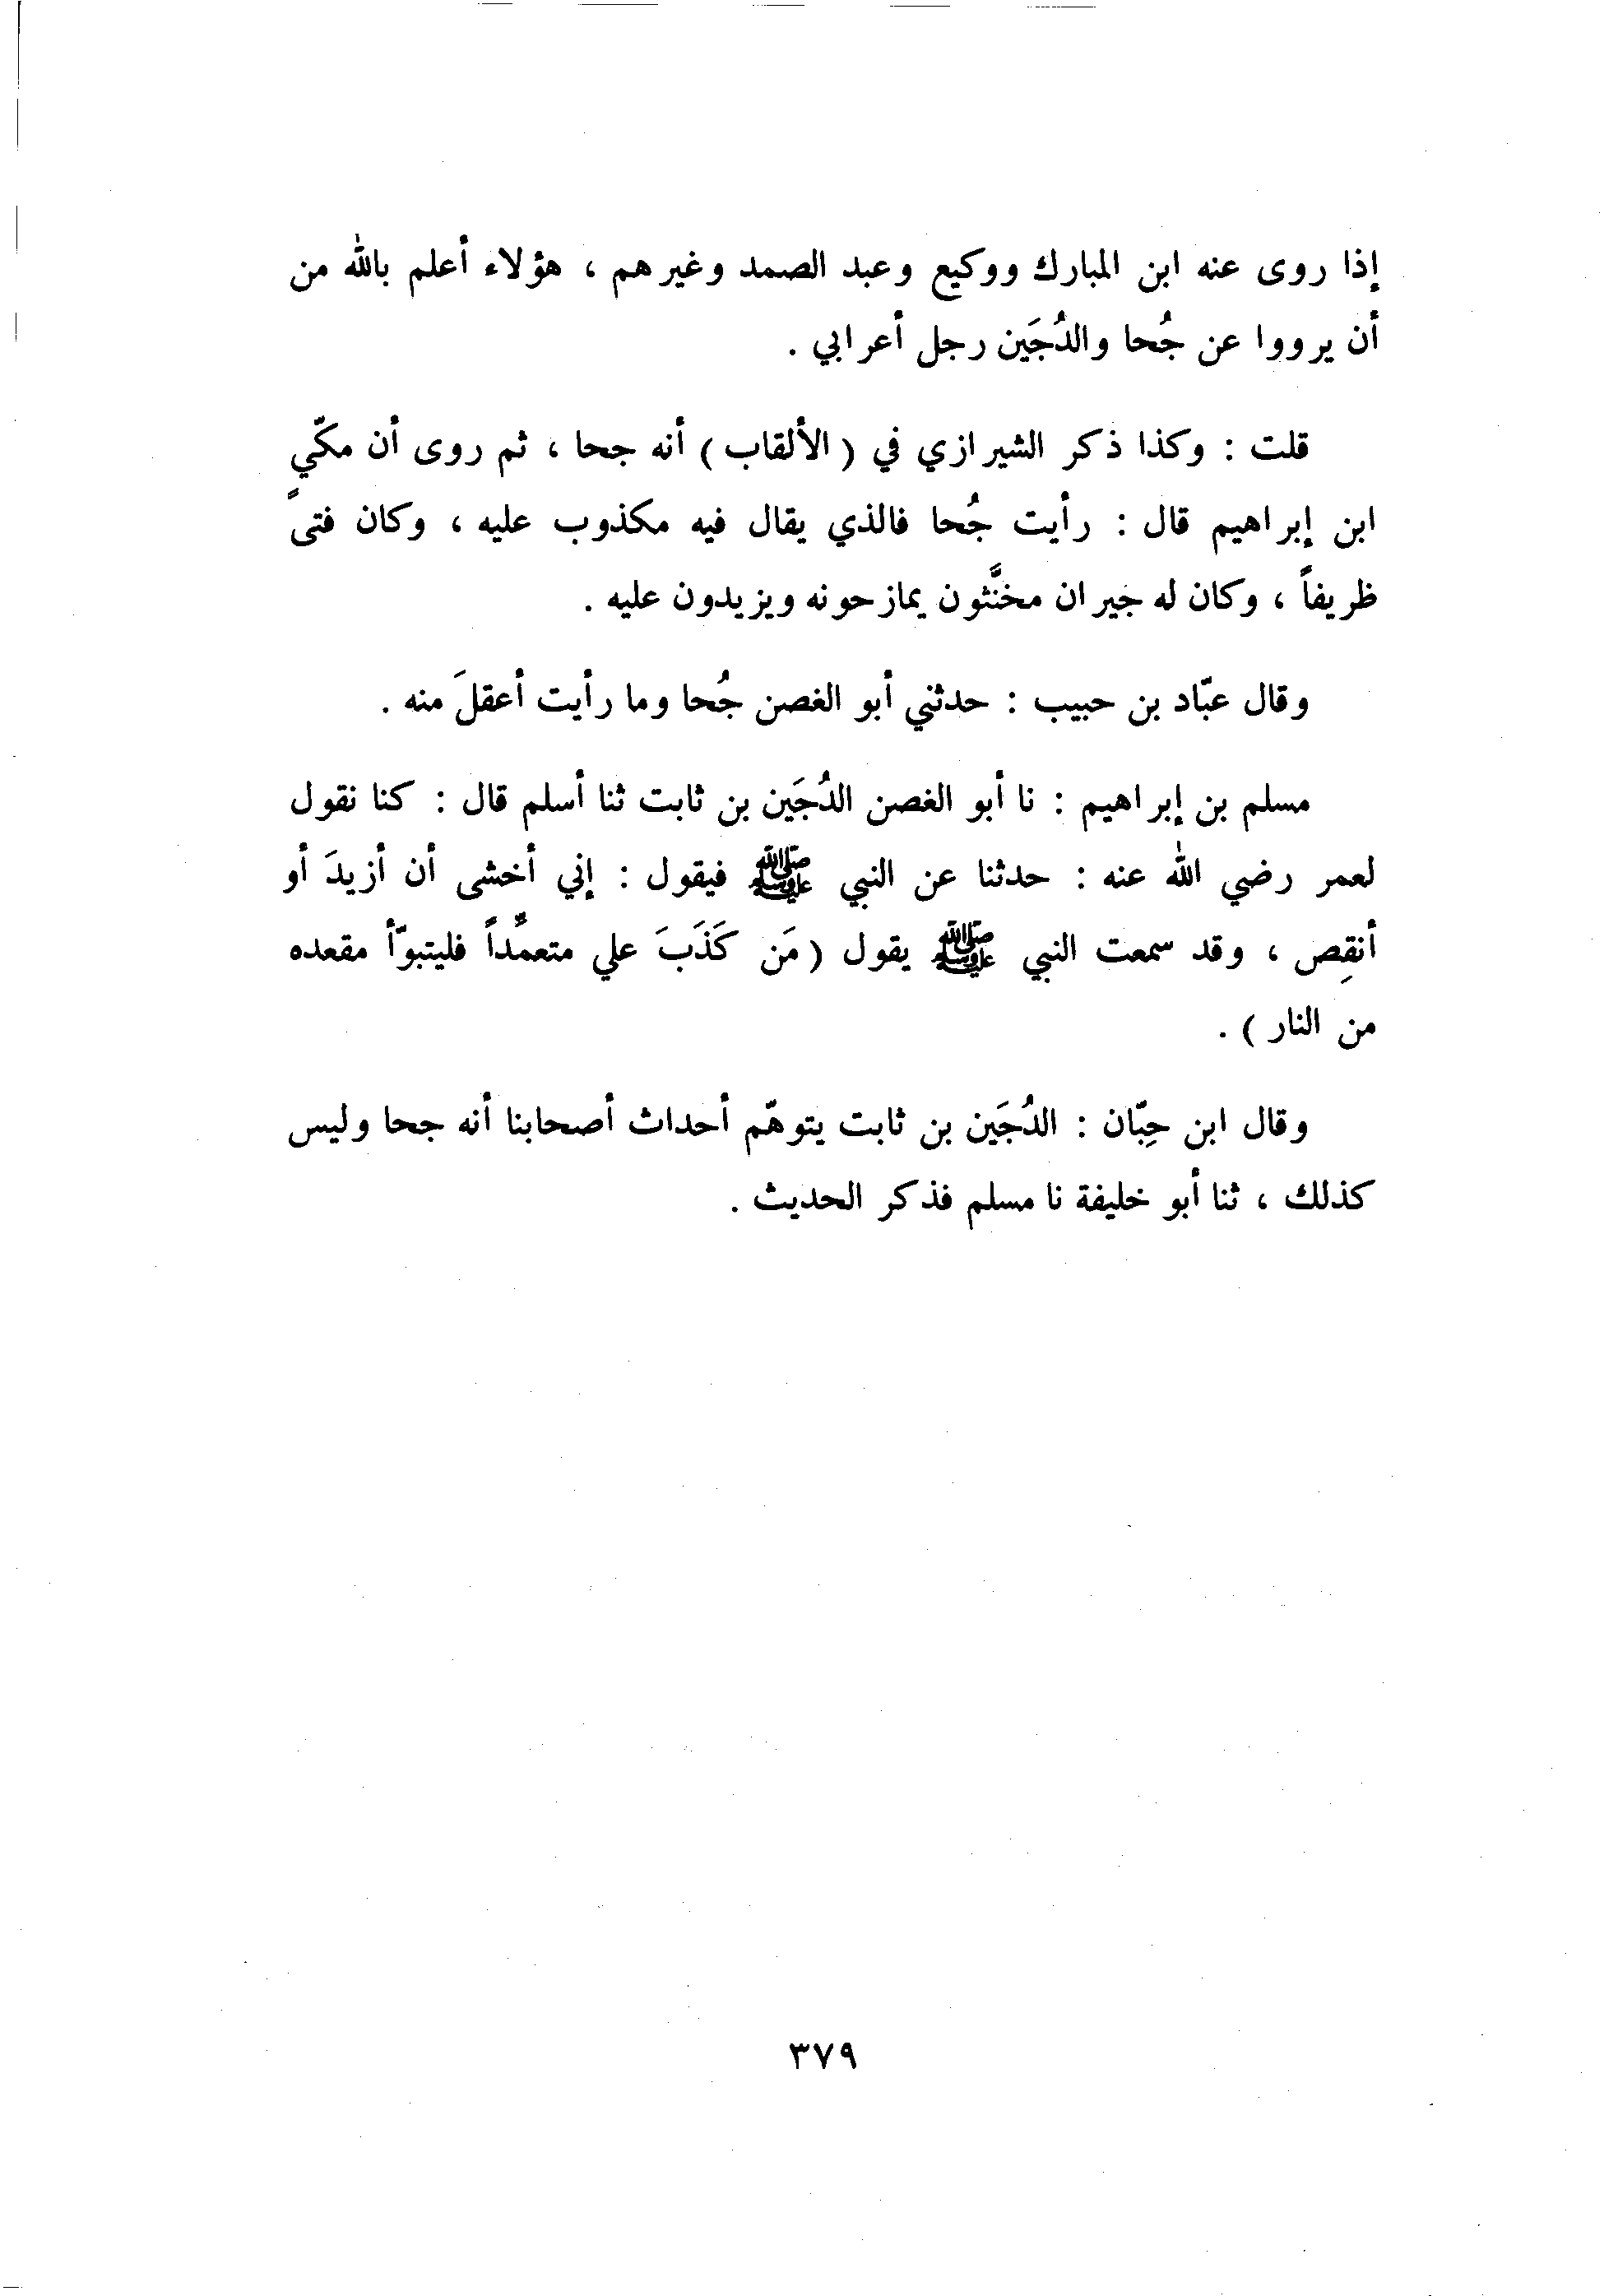 إذا روى عنه ابن المبارك ووكيع وعبد الصمد وغيرهم ، هؤلاء أعلم بالله من
أن يرووا عن جُحا والدُجَين رجل أعرابي .
قلت : وكذا ذكر الشيرازي في ( الألقاب ) أنه جحا ، ثم روى أن مكّي
ابن إبراهيم قال : رأيت جُحا فالذي يقال فيه مكذوب عليه ، وكان فتىً
ظريفاً ، وكان له جيران مخنَّثون يمازحونه ويزيدون عليه .
وقال عبّاد بن حبيب : حدثني أبو الغصن جُحا وما رأيت أعقلَ منه .
مسلم بن إبراهيم : نا أبو الغصن الدُجَين بن ثابت ثنا أسلم قال : كنا نقول
لعمر رضي الله عنه : حدثنا عن النبي ﷺ فيقول : إني أخشى أن أزيدَ أو
أنقِص ، وقد سمعت النبي ﷺ يقول ( مَن كَذَبَ علي متعمِّداً فليتبوّأ مقعده
من النار ) .
وقال ابن حِبّان : الدُجَين بن ثابت يتوهّم أحداث أصحابنا أنه جحا وليس
كذلك ، ثنا أبو خليفة نا مسلم فذكر الحديث .
٣٧٩